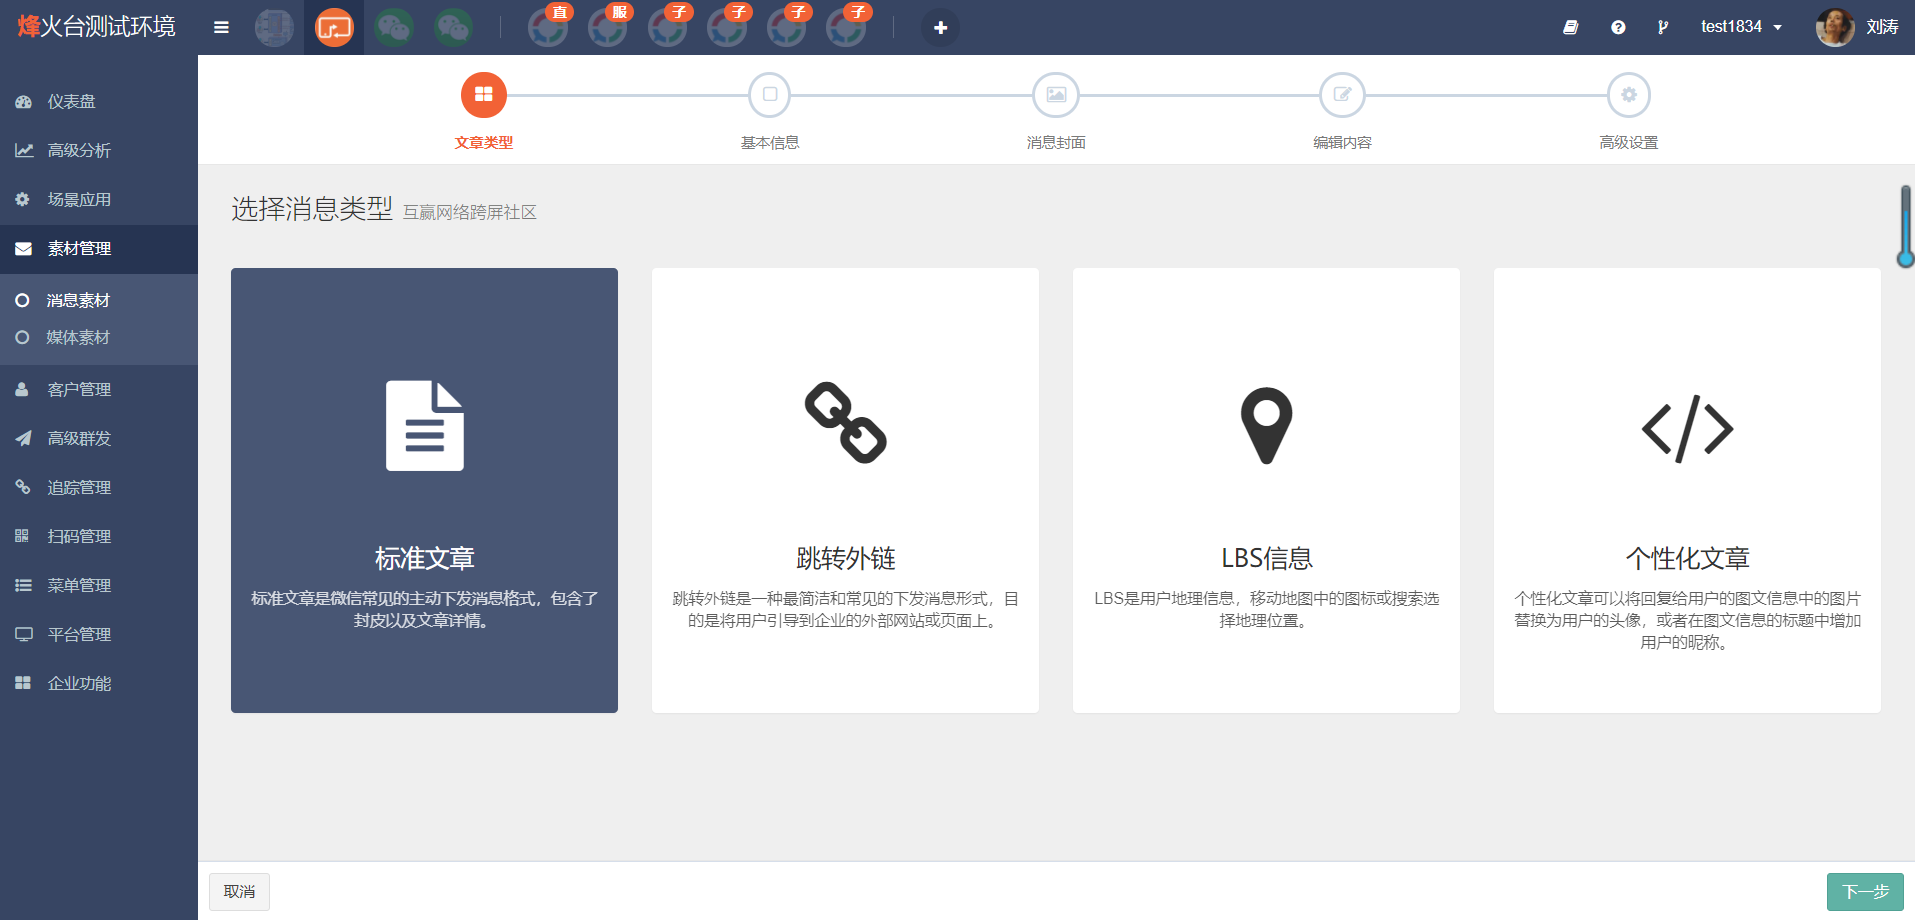 烽火台测试环境
直 服 子 子 子 子
test1834
刘涛
仪表盘
高级分析
场景应用
素材管理
消息素材
媒体素材
客户管理
高级群发
追踪管理
扫码管理
菜单管理
平台管理
企业功能
文章类型
基本信息
消息封面
编辑内容
高级设置
选择消息类型 互赢网络跨屏社区
标准文章
标准文章是微信常见的主动下发消息格式，包含了
封皮以及文章详情。
跳转外链
跳转外链是一种最简洁和常见的下发消息形式，目
的是将用户引导到企业的外部网站或页面上。
LBS信息
LBS是用户地理信息，移动地图中的图标或搜索选
择地理位置。
个性化文章
个性化文章可以将回复给用户的图文信息中的图片
替换为用户的头像，或者在图文信息的标题中增加
用户的昵称。
取消
下一步